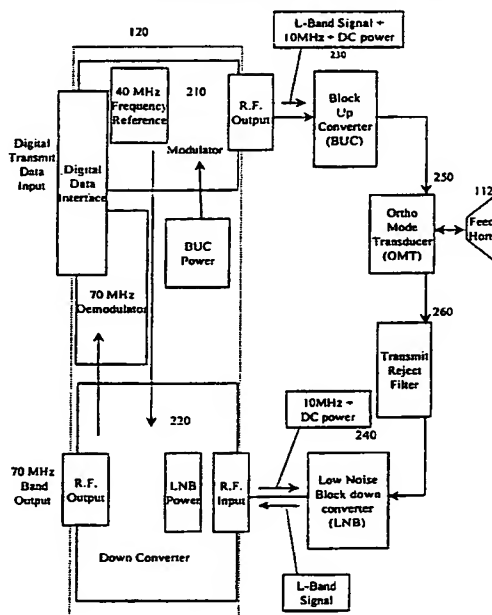 120
L-Band Signal +
10MHz + DC power
230
40 MHz
Frequency
Reference
210
R.F.
Output
Block
Up
Converter
(BUC)
Digital
Transmit
Data
Input
Digital
Data
Interface
Modulator
BUC
Power
250
112
Ortho
Mode
Transducer
(OMT)
Feed
Horn
70 MHz
Demodulator
260
Transmit
Reject
Filter
220
10MHz +
DC power
240
70 MHz
Band
Output
R.F.
Output
LNB
Power
R.F.
Input
Low Noise
Block down
converter
(LNB)
Down Converter
L-Band
Signal